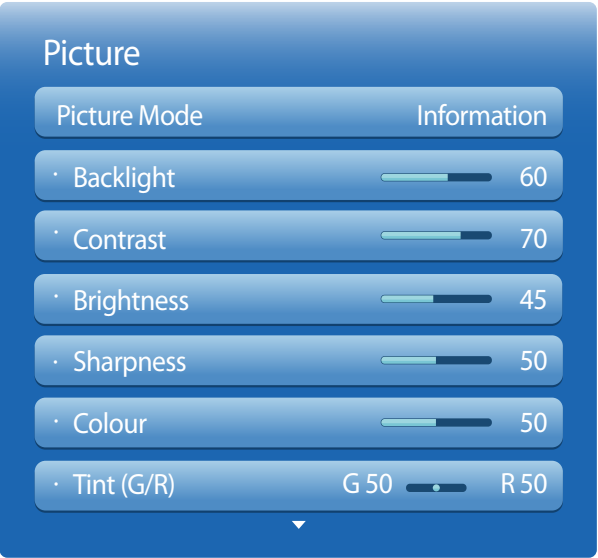 Picture
Picture Mode Information
· Backlight 60
· Contrast 70
· Brightness 45
· Sharpness 50
· Colour 50
· Tint (G/R) G 50 R 50